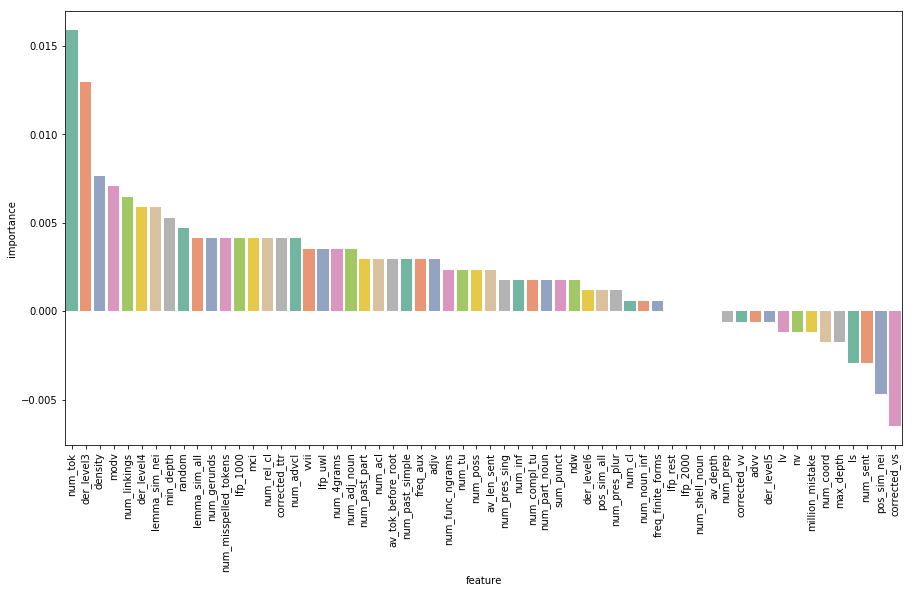 0.015
0.010
0.005
0.000
−0.005
importance
num_tok
der_level3
density
modv
num_linkings
der_level4
lemma_sim_nei
min_depth
random
lemma_sim_all
num_gerunds
num_misspelled_tokens
lfp_1000
mci
num_rel_cl
corrected_ttr
num_advcl
vvii
lfp_uwl
num_4grams
num_adj_noun
num_past_part
num_acl
av_tok_before_root
num_past_simple
freq_aux
adjv
num_func_ngrams
num_tu
num_poss
av_len_sent
num_pres_sing
num_inf
num_compl_tu
num_part_noun
sum_punct
ndw
der_level6
pos_sim_all
num_pres_plur
num_cl
num_noun_inf
freq_finite_forms
lfp_rest
lfp_2000
num_shell_noun
av_depth
num_prep
corrected_vv
advv
der_level5
lv
nv
million_mistake
num_coord
max_depth
ls
num_sent
pos_sim_nei
corrected_vs
feature